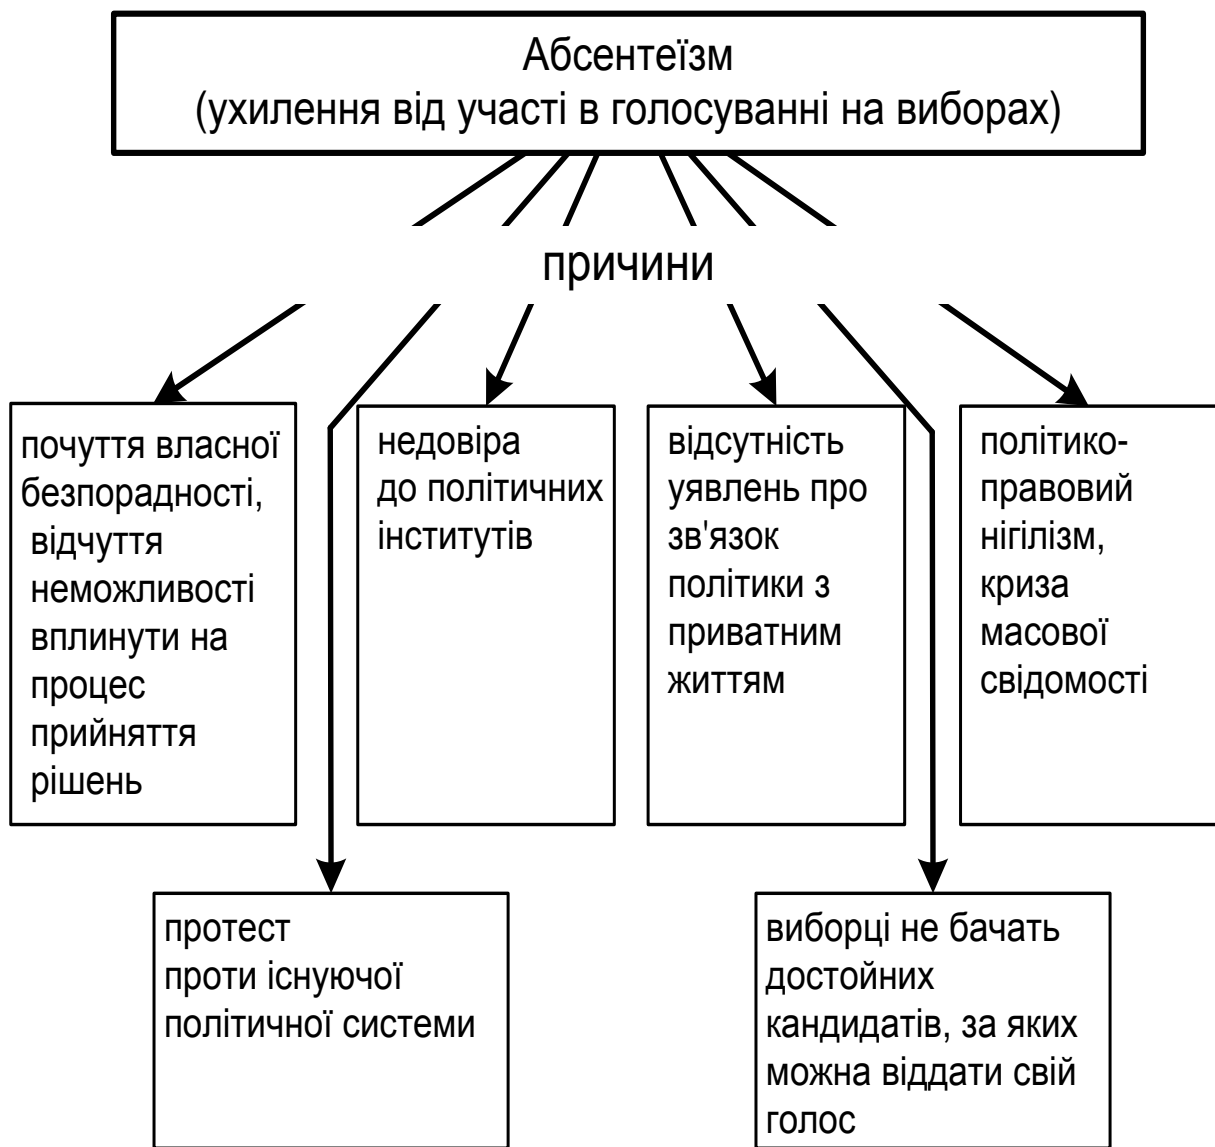 Абсентеїзм
(ухилення від участі в голосуванні на виборах)
причини
почуття власної
безпорадності,
відчуття
неможливості
вплинути на
процес
прийняття
рішень
недовіра
до політичних
інститутів
відсутність
уявлень про
зв'язок
політики з
приватним
життям
політико-
правовий
нігілізм,
криза
масової
свідомості
протест
проти існуючої
політичної системи
виборці не бачать
достойних
кандидатів, за яких
можна віддати свій
голос